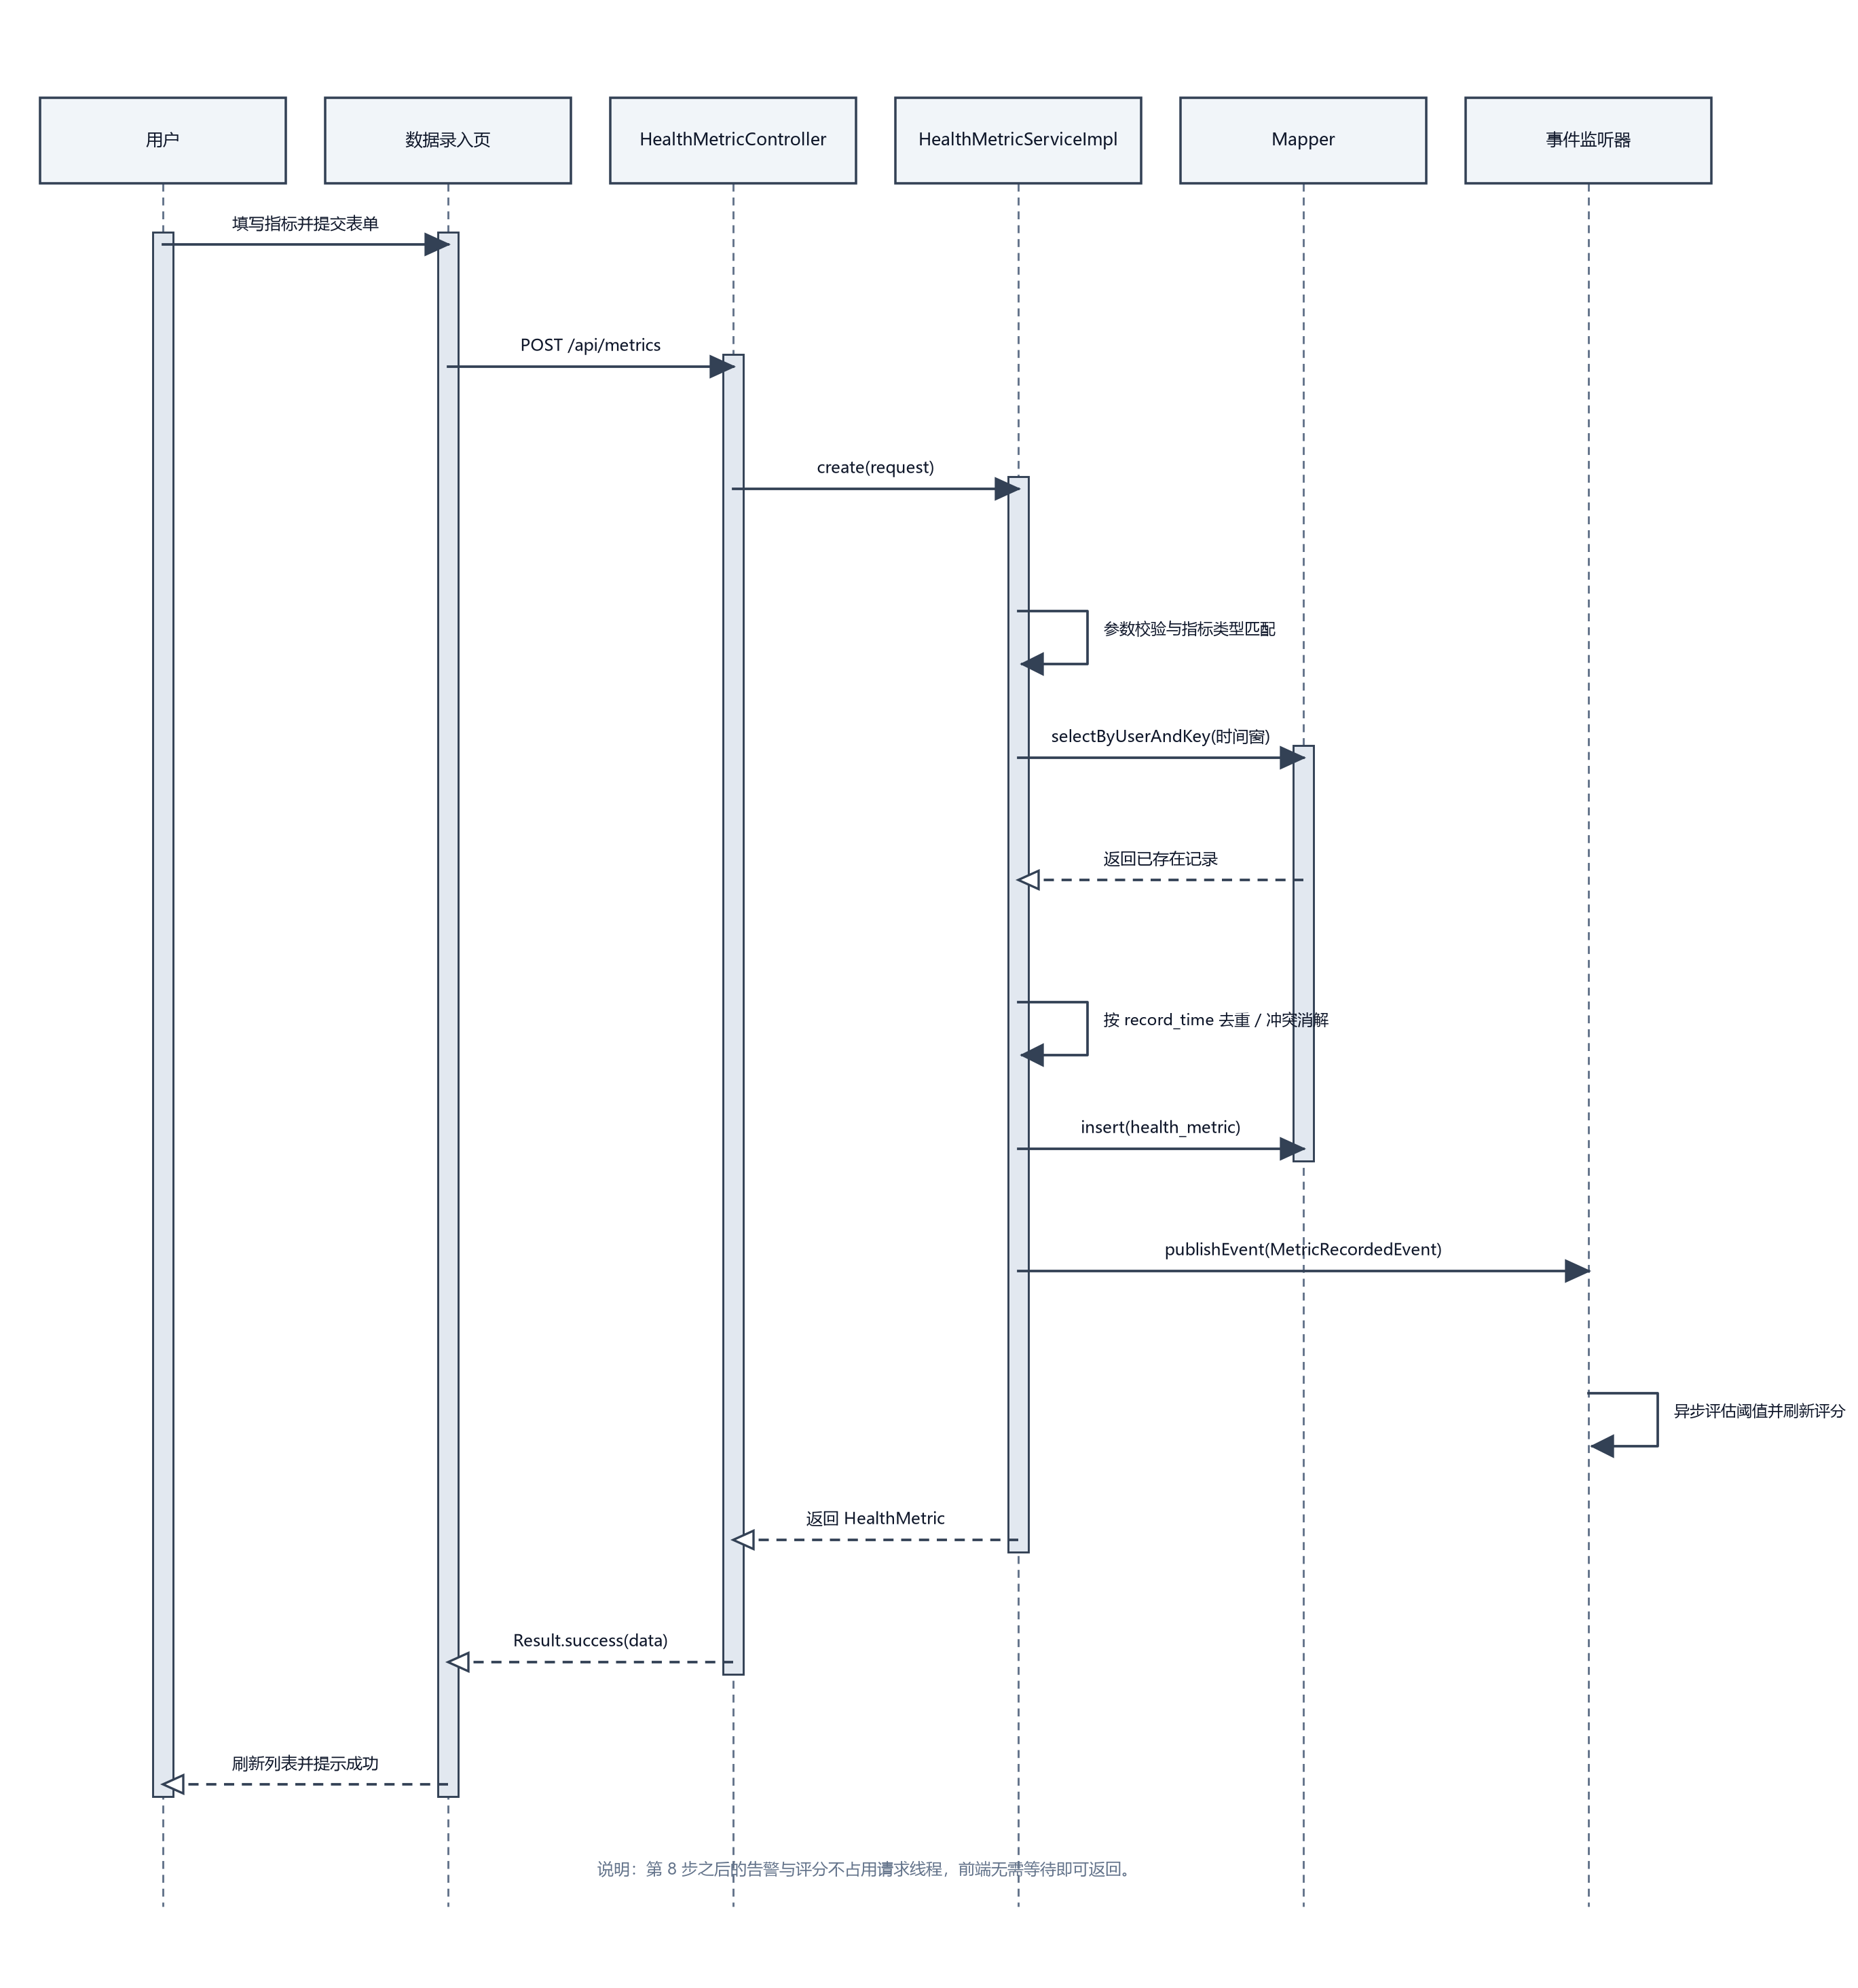 用户
数据录入页
HealthMetricController
HealthMetricServiceImpl
Mapper
事件监听器
填写指标并提交表单
POST /api/metrics
create(request)
参数校验与指标类型匹配
selectByUserAndKey(时间窗)
返回已存在记录
按 record_time 去重 / 冲突消解
insert(health_metric)
publishEvent(MetricRecordedEvent)
异步评估阈值并刷新评分
返回 HealthMetric
Result.success(data)
刷新列表并提示成功
说明：第 8 步之后的告警与评分不占用请求线程，前端无需等待即可返回。